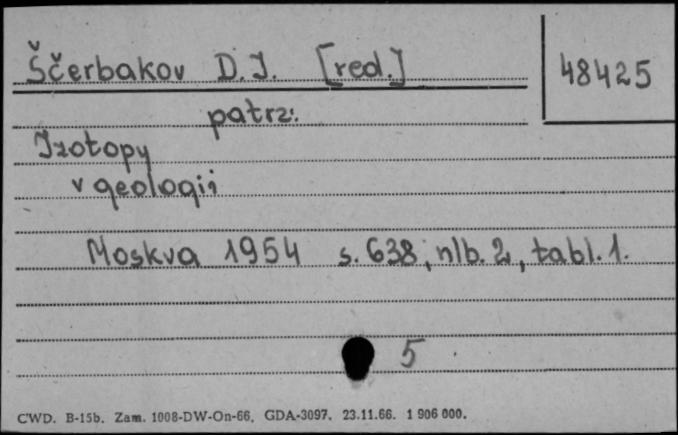 Ščerbakov D.I. [red.]
48425
patrz:
Izotopy
v geologii
Moskva 1954 s. 638, nlb. 2, tabl. 1.
5
CWD. B-15b. Zam. 1008-DW-On-66. GDA-3097. 23.11.66. 1 906 000.